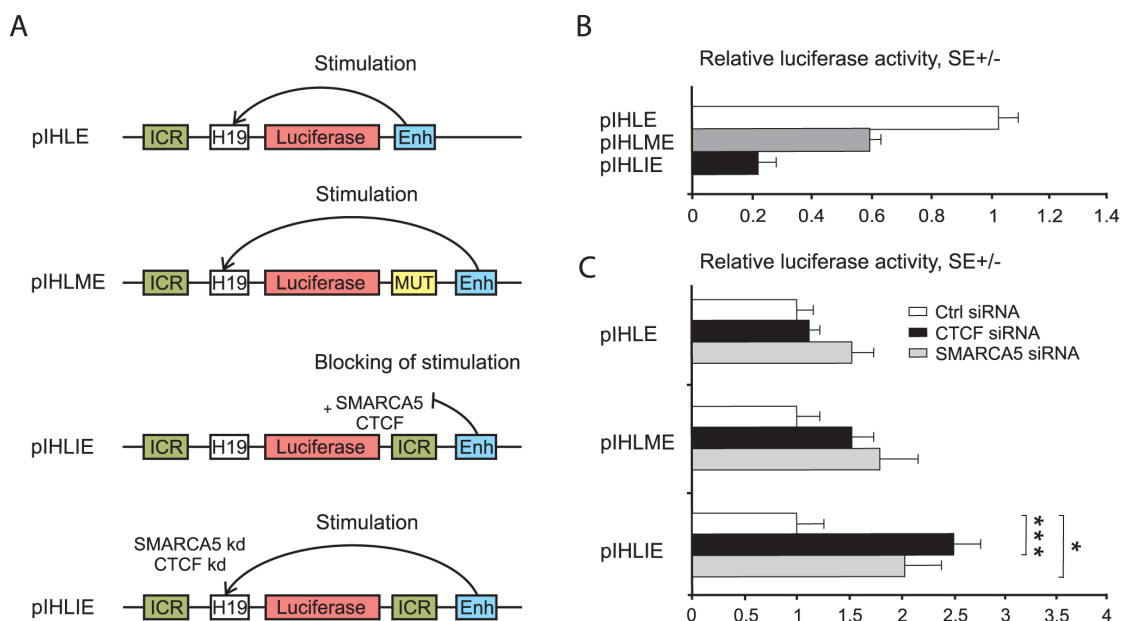 A
Stimulation
pIHLE
ICR H19 Luciferase Enh
Stimulation
pIHLME
ICR H19 Luciferase MUT Enh
Blocking of stimulation
+ SMARCA5
CTCF
pIHLIE
ICR H19 Luciferase ICR Enh
Stimulation
SMARCA5 kd
CTCF kd
pIHLIE
ICR H19 Luciferase ICR Enh
B
Relative luciferase activity, SE+/-
pIHLE
pIHLME
pIHLIE
0 0.2 0.4 0.6 0.8 1 1.2 1.4
C
Relative luciferase activity, SE+/-
Ctrl siRNA
CTCF siRNA
SMARCA5 siRNA
pIHLE
pIHLME
pIHLIE
***
*
0 0.5 1 1.5 2 2.5 3 3.5 4